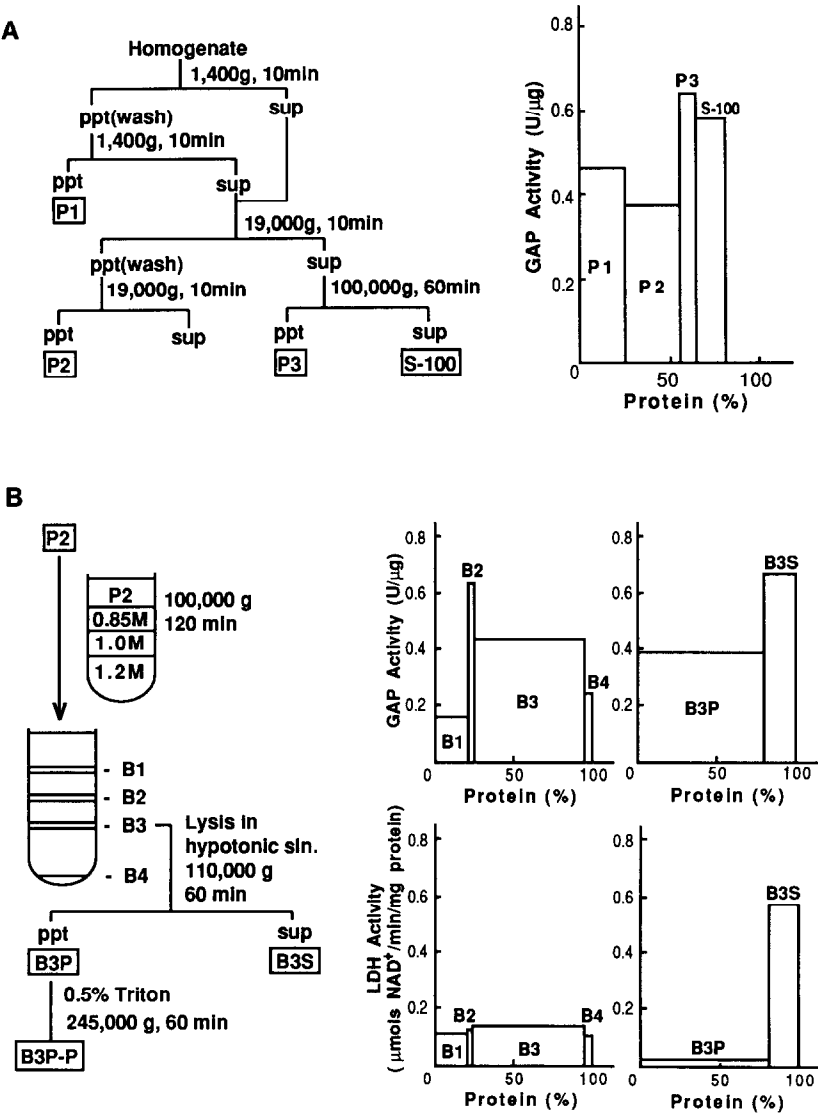 A
Homogenate
1,400g, 10min
ppt(wash)
sup
1,400g, 10min
ppt
sup
P1
19,000g, 10min
ppt(wash)
sup
19,000g, 10min
100,000g, 60min
ppt
sup
ppt
sup
P2
P3
S-100
GAP Activity (U/μg)
0.8
0.6
0.4
0.2
P3
S-100
P1
P2
0
50
100
Protein (%)
B
P2
P2
100,000 g
0.85M
120 min
1.0M
1.2M
- B1
- B2
- B3
- B4
Lysis in
hypotonic sln.
110,000 g
60 min
ppt
sup
B3P
B3S
0.5% Triton
245,000 g, 60 min
B3P-P
GAP Activity (U/μg)
0.8
0.6
0.4
0.2
B2
B4
B1
B3
0
50
100
Protein (%)
0.8
0.6
0.4
0.2
B3S
B3P
0
50
100
Protein (%)
LDH Activity
( μmols NAD⁺/min/mg protein)
0.8
0.6
0.4
0.2
B2
B4
B1
B3
0
50
100
Protein (%)
0.8
0.6
0.4
0.2
B3S
B3P
0
50
100
Protein (%)